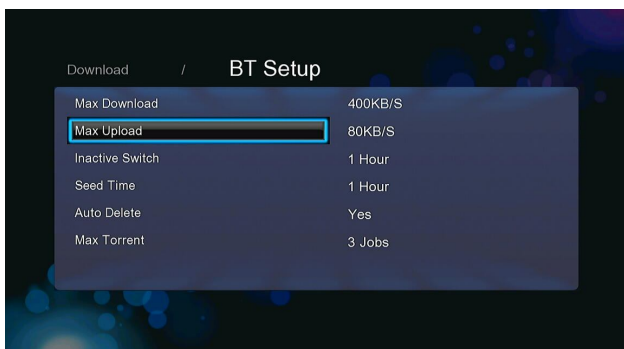 Download / BT Setup
Max Download 400KB/S
Max Upload 80KB/S
Inactive Switch 1 Hour
Seed Time 1 Hour
Auto Delete Yes
Max Torrent 3 Jobs